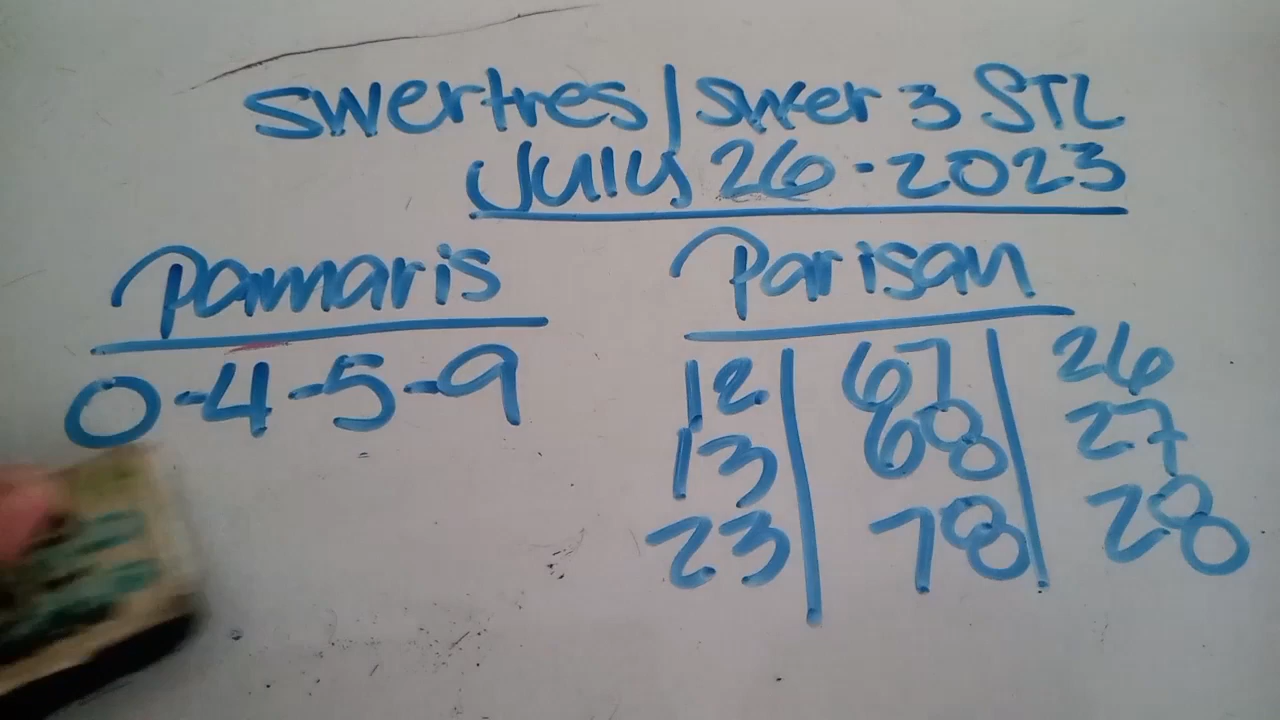 Swertres/Swer 3 STL
July 26-2023
Pamaris Parisan
0-4-5-9
12 67 26
13 68 27
23 78 28